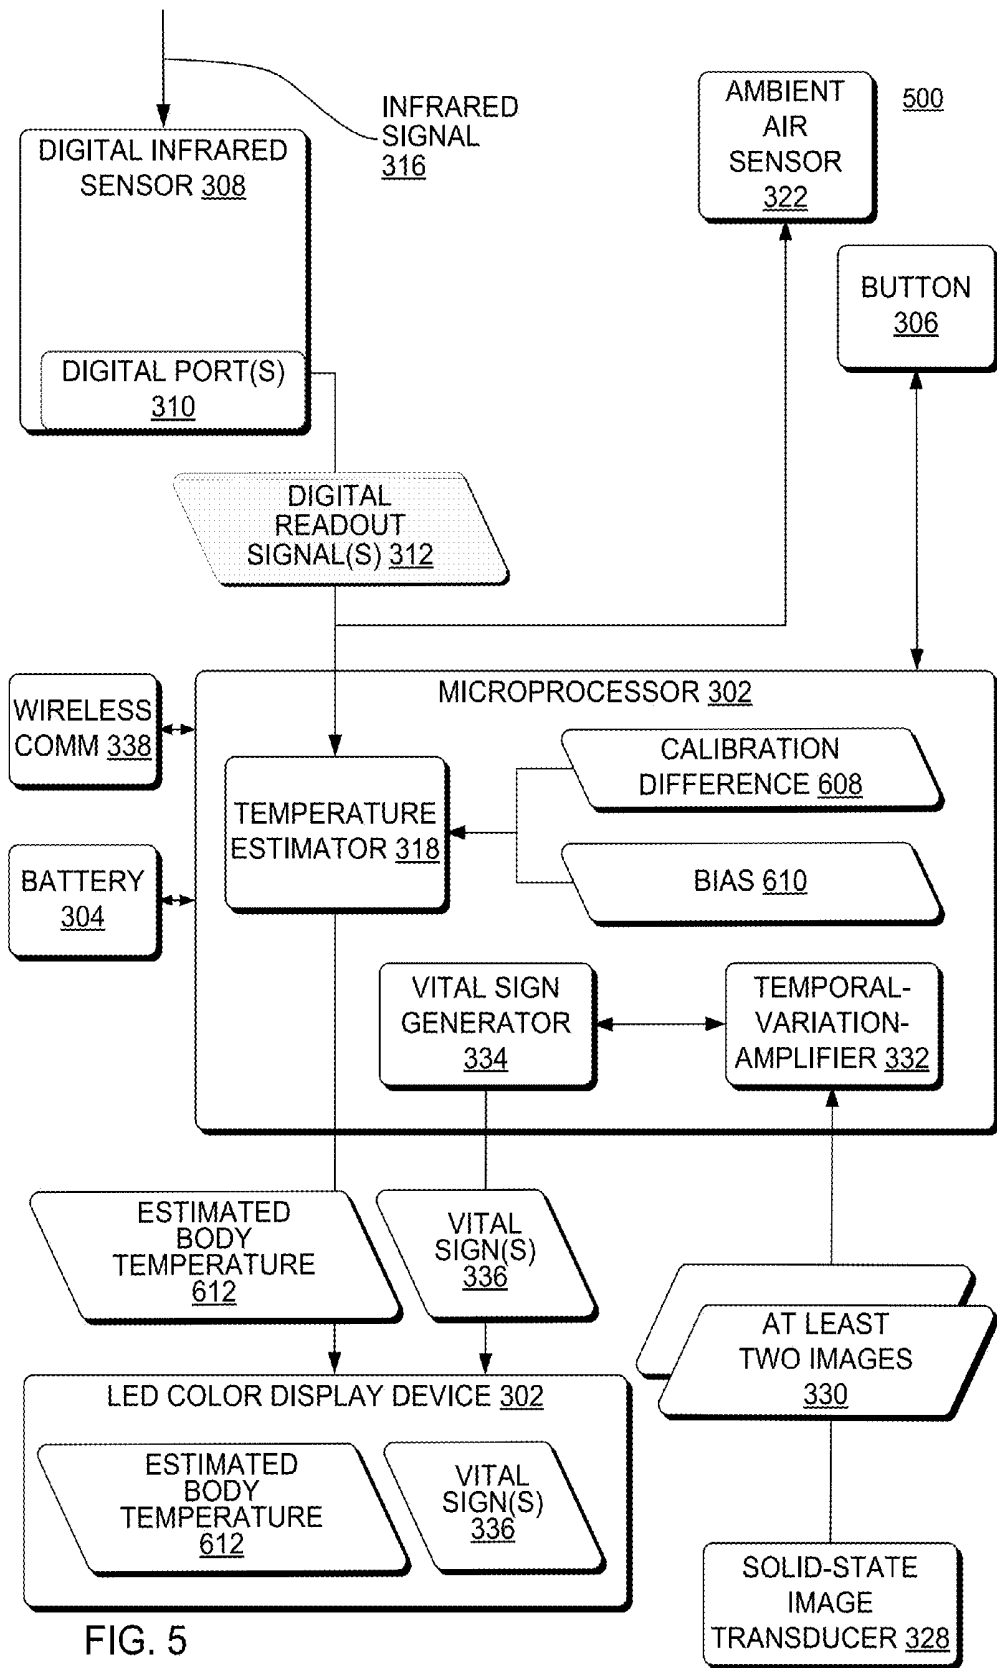 INFRARED
SIGNAL
316
AMBIENT
AIR
SENSOR
322
500
DIGITAL INFRARED
SENSOR 308
BUTTON
306
DIGITAL PORT(S)
310
DIGITAL
READOUT
SIGNAL(S) 312
MICROPROCESSOR 302
WIRELESS
COMM 338
CALIBRATION
DIFFERENCE 608
TEMPERATURE
ESTIMATOR 318
BATTERY
304
BIAS 610
VITAL SIGN
GENERATOR
334
TEMPORAL-
VARIATION-
AMPLIFIER 332
ESTIMATED
BODY
TEMPERATURE
612
VITAL
SIGN(S)
336
AT LEAST
TWO IMAGES
330
LED COLOR DISPLAY DEVICE 302
ESTIMATED
BODY
TEMPERATURE
612
VITAL
SIGN(S)
336
SOLID-STATE
IMAGE
TRANSDUCER 328
FIG. 5